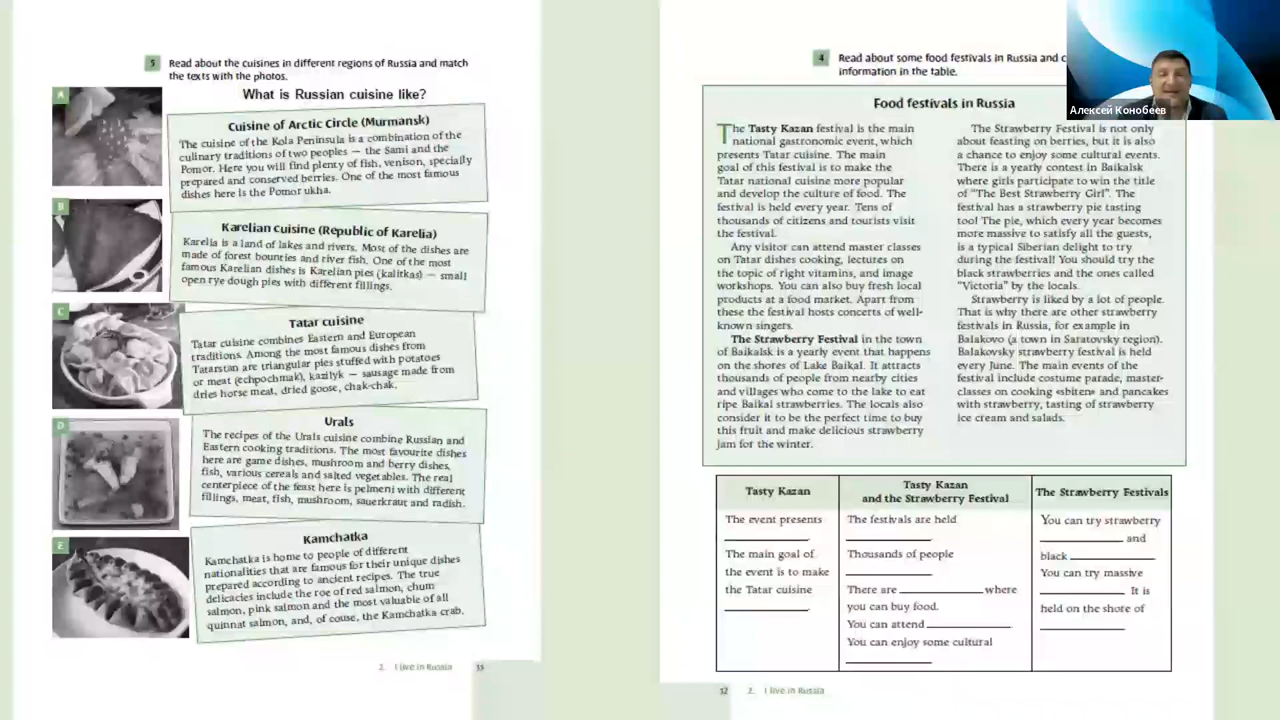 5 Read about the cuisines in different regions of Russia and match
the texts with the photos.
What is Russian cuisine like?
A
Cuisine of Arctic Circle (Murmansk)
The cuisine of the Kola Peninsula is a combination of the
culinary traditions of two peoples — the Sami and the
Pomor. Here you will find plenty of fish, venison, specially
prepared and conserved berries. One of the most famous
dishes here is the Pomor ukha.
B
Karelian cuisine (Republic of Karelia)
Karelia is a land of lakes and rivers. Most of the dishes are
made of forest bounties and river fish. One of the most
famous Karelian dishes is Karelian pies (kalitkas) — small
open rye dough pies with different fillings.
C
Tatar cuisine
Tatar cuisine combines Eastern and European
traditions. Among the most famous dishes from
Tatarstan are triangular pies stuffed with potatoes
or meat (echpochmak), kazilyk — sausage made from
dries horse meat, dried goose, chak-chak.
D
Urals
The recipes of the Urals cuisine combine Russian and
Eastern cooking traditions. The most favourite dishes
here are game dishes, mushroom and berry dishes,
fish, various cereals and salted vegetables. The real
centerpiece of the feast here is pelmeni with different
fillings, meat, fish, mushroom, sauerkraut and radish.
E
Kamchatka
Kamchatka is home to people of different
nationalities that are famous for their unique dishes
prepared according to ancient recipes. The true
delicacies include the roe of red salmon, chum
salmon, pink salmon and the most valuable of all
quinnat salmon, and, of couse, the Kamchatka crab.
2. I live in Russia 33
4 Read about some food festivals in Russia and c
information in the table.
Алексей Конобеев
Food festivals in Russia
The Tasty Kazan festival is the main
national gastronomic event, which
presents Tatar cuisine. The main
goal of this festival is to make the
Tatar national cuisine more popular
and develop the culture of food. The
festival is held every year. Tens of
thousands of citizens and tourists visit
the festival.
Any visitor can attend master classes
on Tatar dishes cooking, lectures on
the topic of right vitamins, and image
workshops. You can also buy fresh local
products at a food market. Apart from
these the festival hosts concerts of well-
known singers.
The Strawberry Festival in the town
of Baikalsk is a yearly event that happens
on the shores of Lake Baikal. It attracts
thousands of people from nearby cities
and villages who come to the lake to eat
ripe Baikal strawberries. The locals also
consider it to be the perfect time to buy
this fruit and make delicious strawberry
jam for the winter.
The Strawberry Festival is not only
about feasting on berries, but it is also
a chance to enjoy some cultural events.
There is a yearly contest in Baikalsk
where girls participate to win the title
of “The Best Strawberry Girl”. The
festival has a strawberry pie tasting
too! The pie, which every year becomes
more massive to satisfy all the guests,
is a typical Siberian delight to try
during the festival! You should try the
black strawberries and the ones called
“Victoria” by the locals.
Strawberry is liked by a lot of people.
That is why there are other strawberry
festivals in Russia, for example in
Balakovo (a town in Saratovsky region).
Balakovsky strawberry festival is held
every June. The main events of the
festival include costume parade, master-
classes on cooking «sbiten» and pancakes
with strawberry, tasting of strawberry
ice cream and salads.
Tasty Kazan
The event presents
____________.
The main goal of
the event is to make
the Tatar cuisine
____________.
Tasty Kazan
and the Strawberry Festival
The festivals are held
____________.
Thousands of people
____________.
There are ____________ where
you can buy food.
You can attend ____________.
You can enjoy some cultural
____________.
The Strawberry Festivals
You can try strawberry
____________ and
black ____________.
You can try massive
____________. It is
held on the shore of
____________.
32 2. I live in Russia